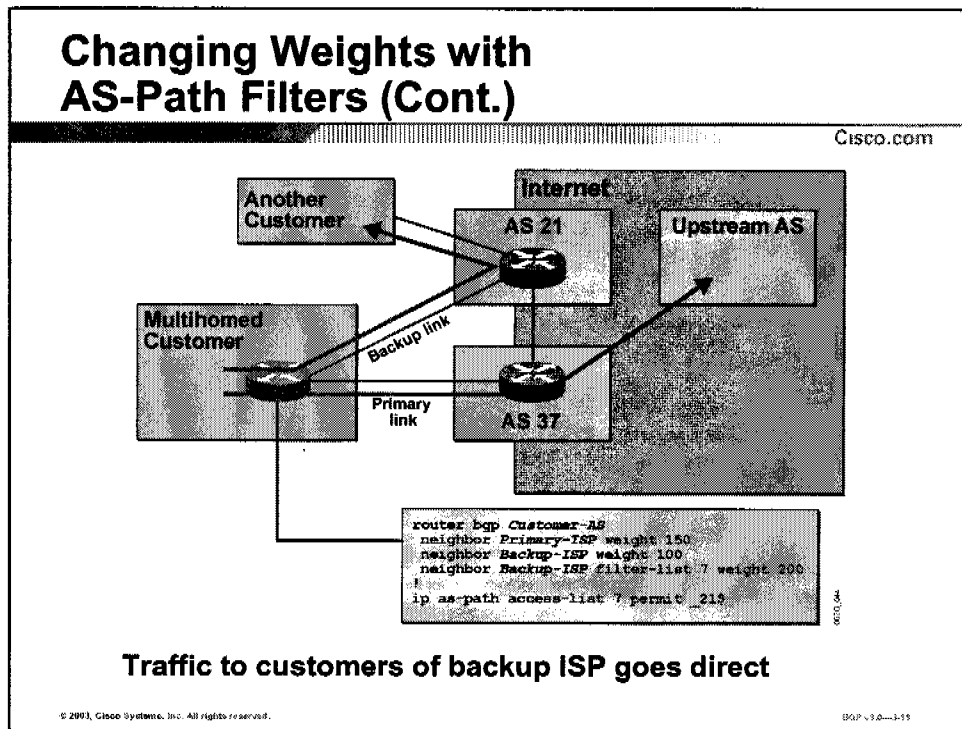 Changing Weights with
AS-Path Filters (Cont.)
Cisco.com
Internet
Another
Customer
AS 21
Upstream AS
Multihomed
Customer
Backup link
Primary
link
AS 37
router bgp Customer-AS
neighbor Primary-ISP weight 150
neighbor Backup-ISP weight 100
neighbor Backup-ISP filter-list 7 weight 200
!
ip as-path access-list 7 permit _21$
Traffic to customers of backup ISP goes direct
© 2003, Cisco Systems, Inc. All rights reserved.